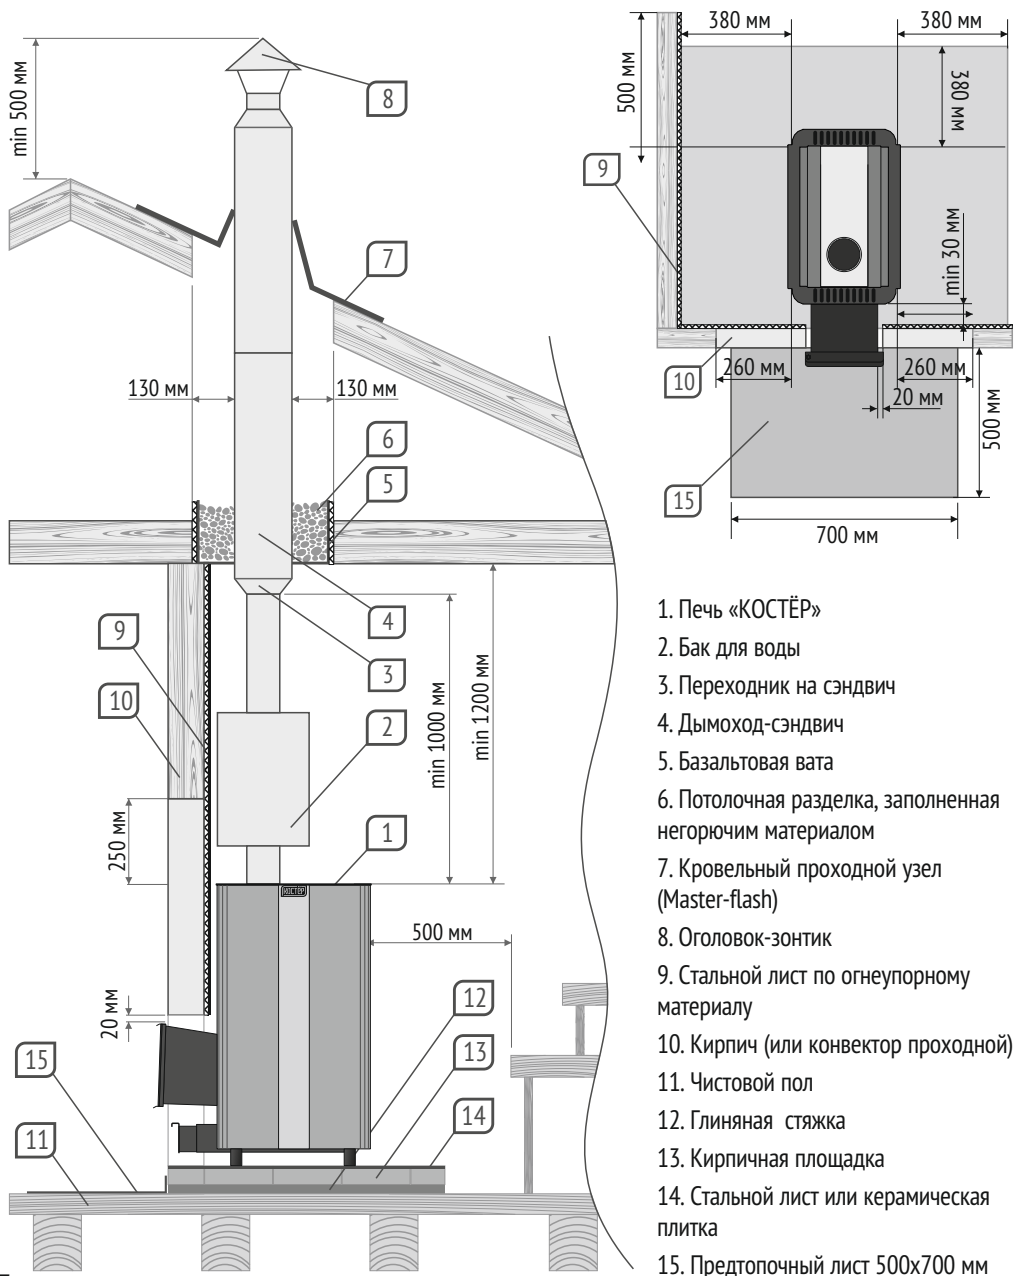 min 500 мм
8
7
130 мм
130 мм
6
5
4
3
9
10
2
min 1000 мм
min 1200 мм
250 мм
1
КОСТЁР
500 мм
20 мм
12
13
14
15
11
380 мм
380 мм
500 мм
380 мм
9
min 30 мм
10
260 мм
260 мм
20 мм
500 мм
15
700 мм
1. Печь «КОСТЁР»
2. Бак для воды
3. Переходник на сэндвич
4. Дымоход-сэндвич
5. Базальтовая вата
6. Потолочная разделка, заполненная
негорючим материалом
7. Кровельный проходной узел
(Master-flash)
8. Оголовок-зонтик
9. Стальной лист по огнеупорному
материалу
10. Кирпич (или конвектор проходной)
11. Чистовой пол
12. Глиняная стяжка
13. Кирпичная площадка
14. Стальной лист или керамическая
плитка
15. Предтопочный лист 500х700 мм